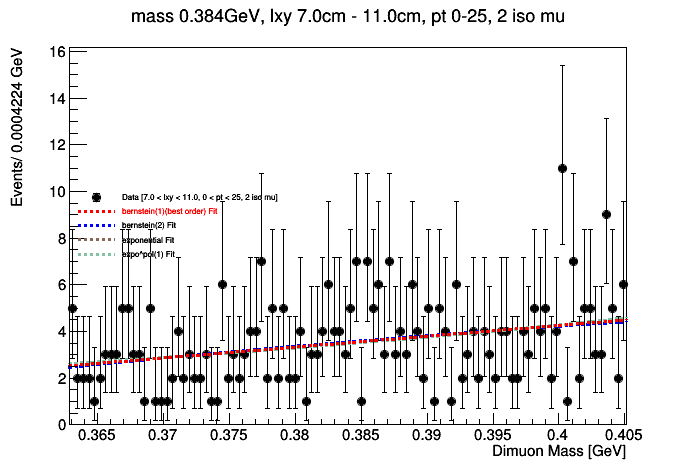 mass 0.384GeV, lxy 7.0cm - 11.0cm, pt 0-25, 2 iso mu
Events/ 0.0004224 GeV
16
14
12
10
8
6
4
2
0
Data [7.0 < lxy < 11.0, 0 < pt < 25, 2 iso mu]
bernstein(1)(best order) Fit
bernstein(2) Fit
exponential Fit
expo*pol(1) Fit
0.365 0.37 0.375 0.38 0.385 0.39 0.395 0.4 0.405
Dimuon Mass [GeV]